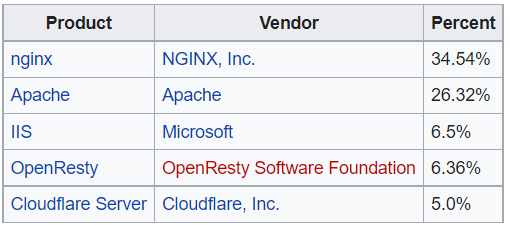 Product Vendor Percent
nginx NGINX, Inc. 34.54%
Apache Apache 26.32%
IIS Microsoft 6.5%
OpenResty OpenResty Software Foundation 6.36%
Cloudflare Server Cloudflare, Inc. 5.0%